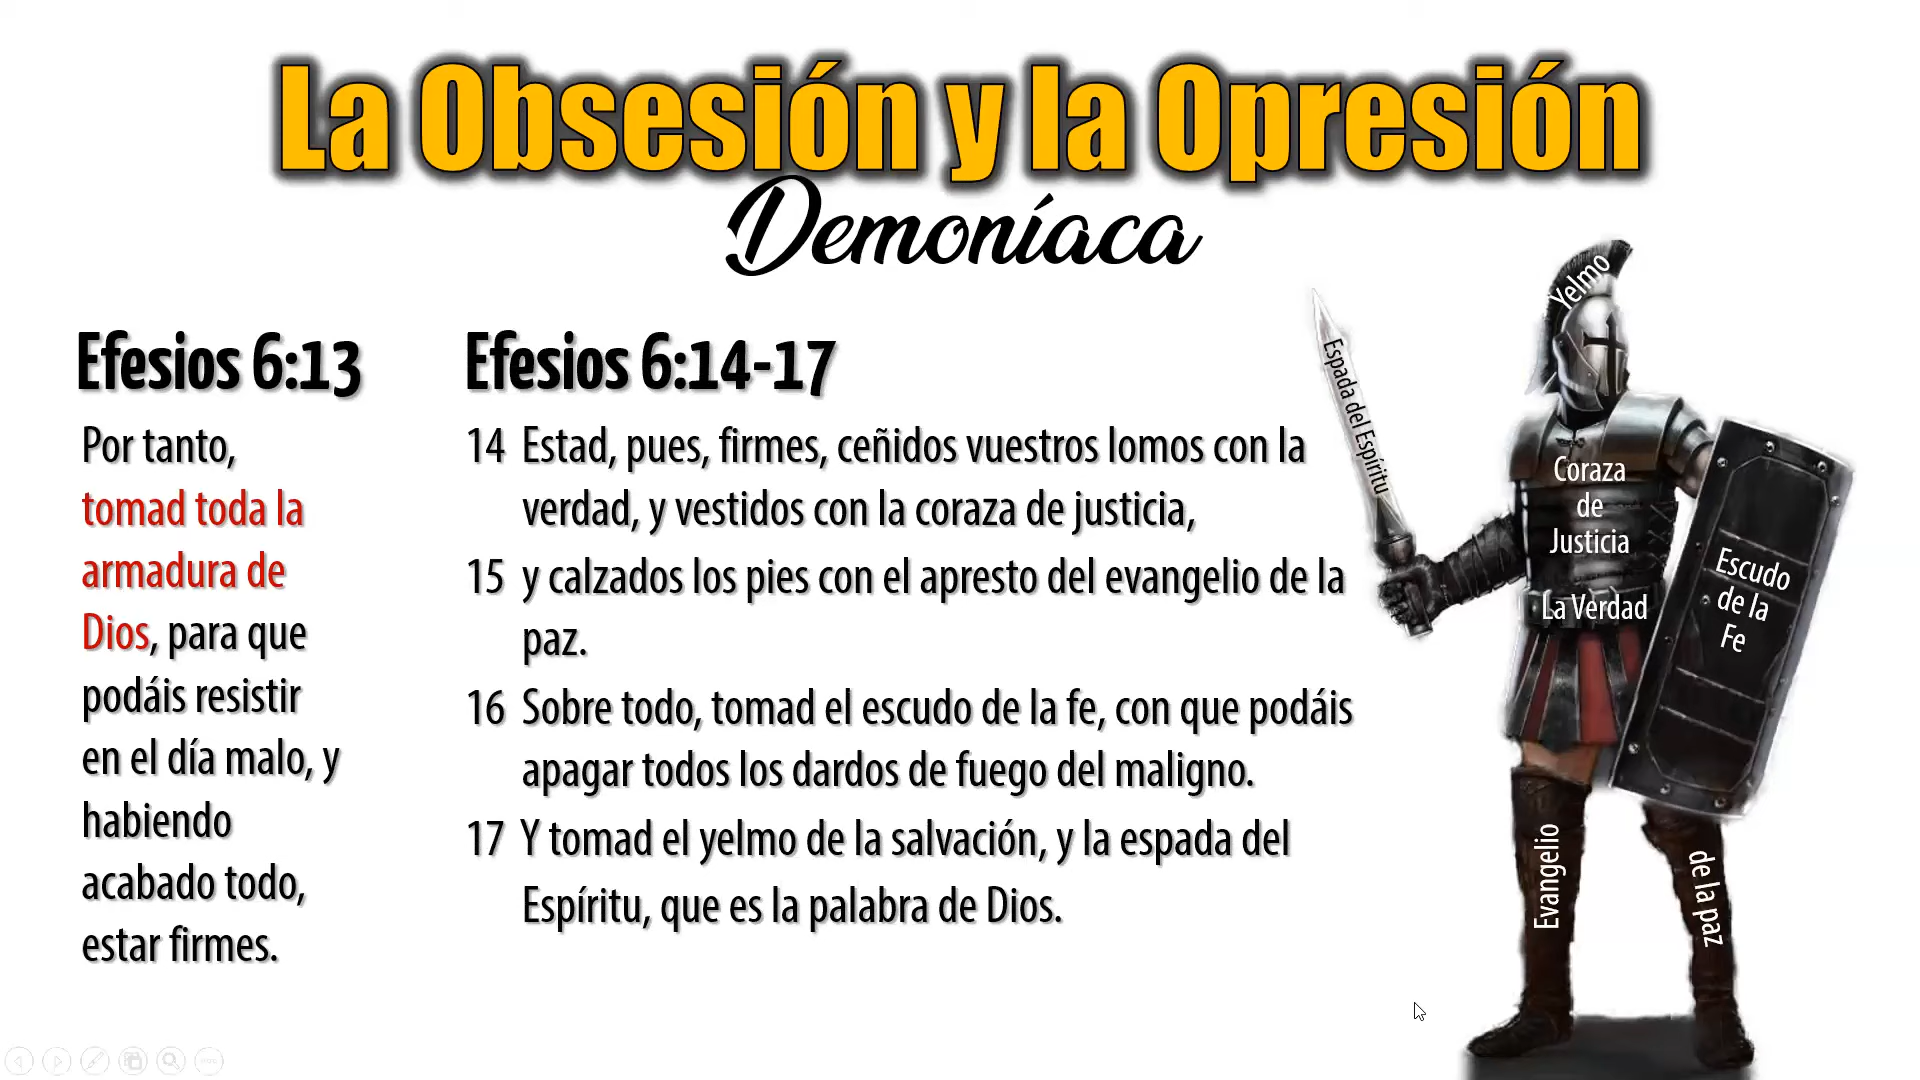 La Obsesión y la Opresión
Demoníaca
Efesios 6:13
Por tanto,
tomad toda la
armadura de
Dios, para que
podáis resistir
en el día malo, y
habiendo
acabado todo,
estar firmes.
Efesios 6:14-17
14 Estad, pues, firmes, ceñidos vuestros lomos con la
verdad, y vestidos con la coraza de justicia,
15 y calzados los pies con el apresto del evangelio de la
paz.
16 Sobre todo, tomad el escudo de la fe, con que podáis
apagar todos los dardos de fuego del maligno.
17 Y tomad el yelmo de la salvación, y la espada del
Espíritu, que es la palabra de Dios.
Yelmo
Espada del Espíritu
Coraza
de
Justicia
La Verdad
Escudo
de la
Fe
Evangelio
de la paz